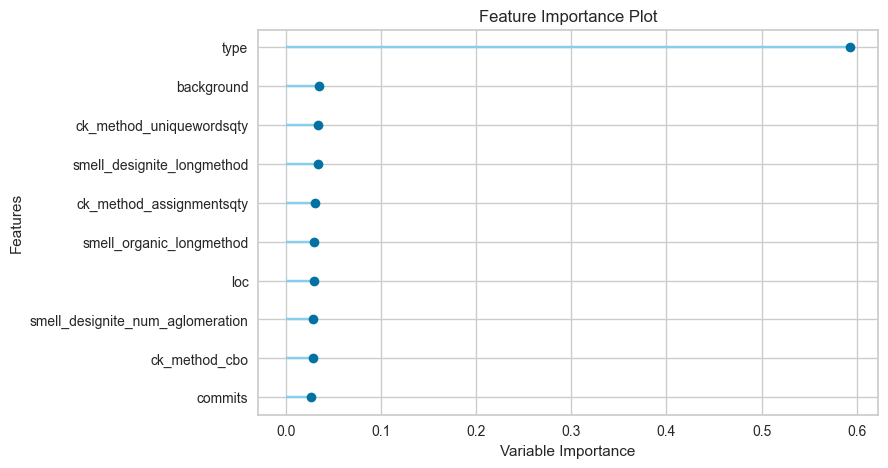 Feature Importance Plot
Features
type
background
ck_method_uniquewordsqty
smell_designite_longmethod
ck_method_assignmentsqty
smell_organic_longmethod
loc
smell_designite_num_aglomeration
ck_method_cbo
commits
0.0 0.1 0.2 0.3 0.4 0.5 0.6
Variable Importance